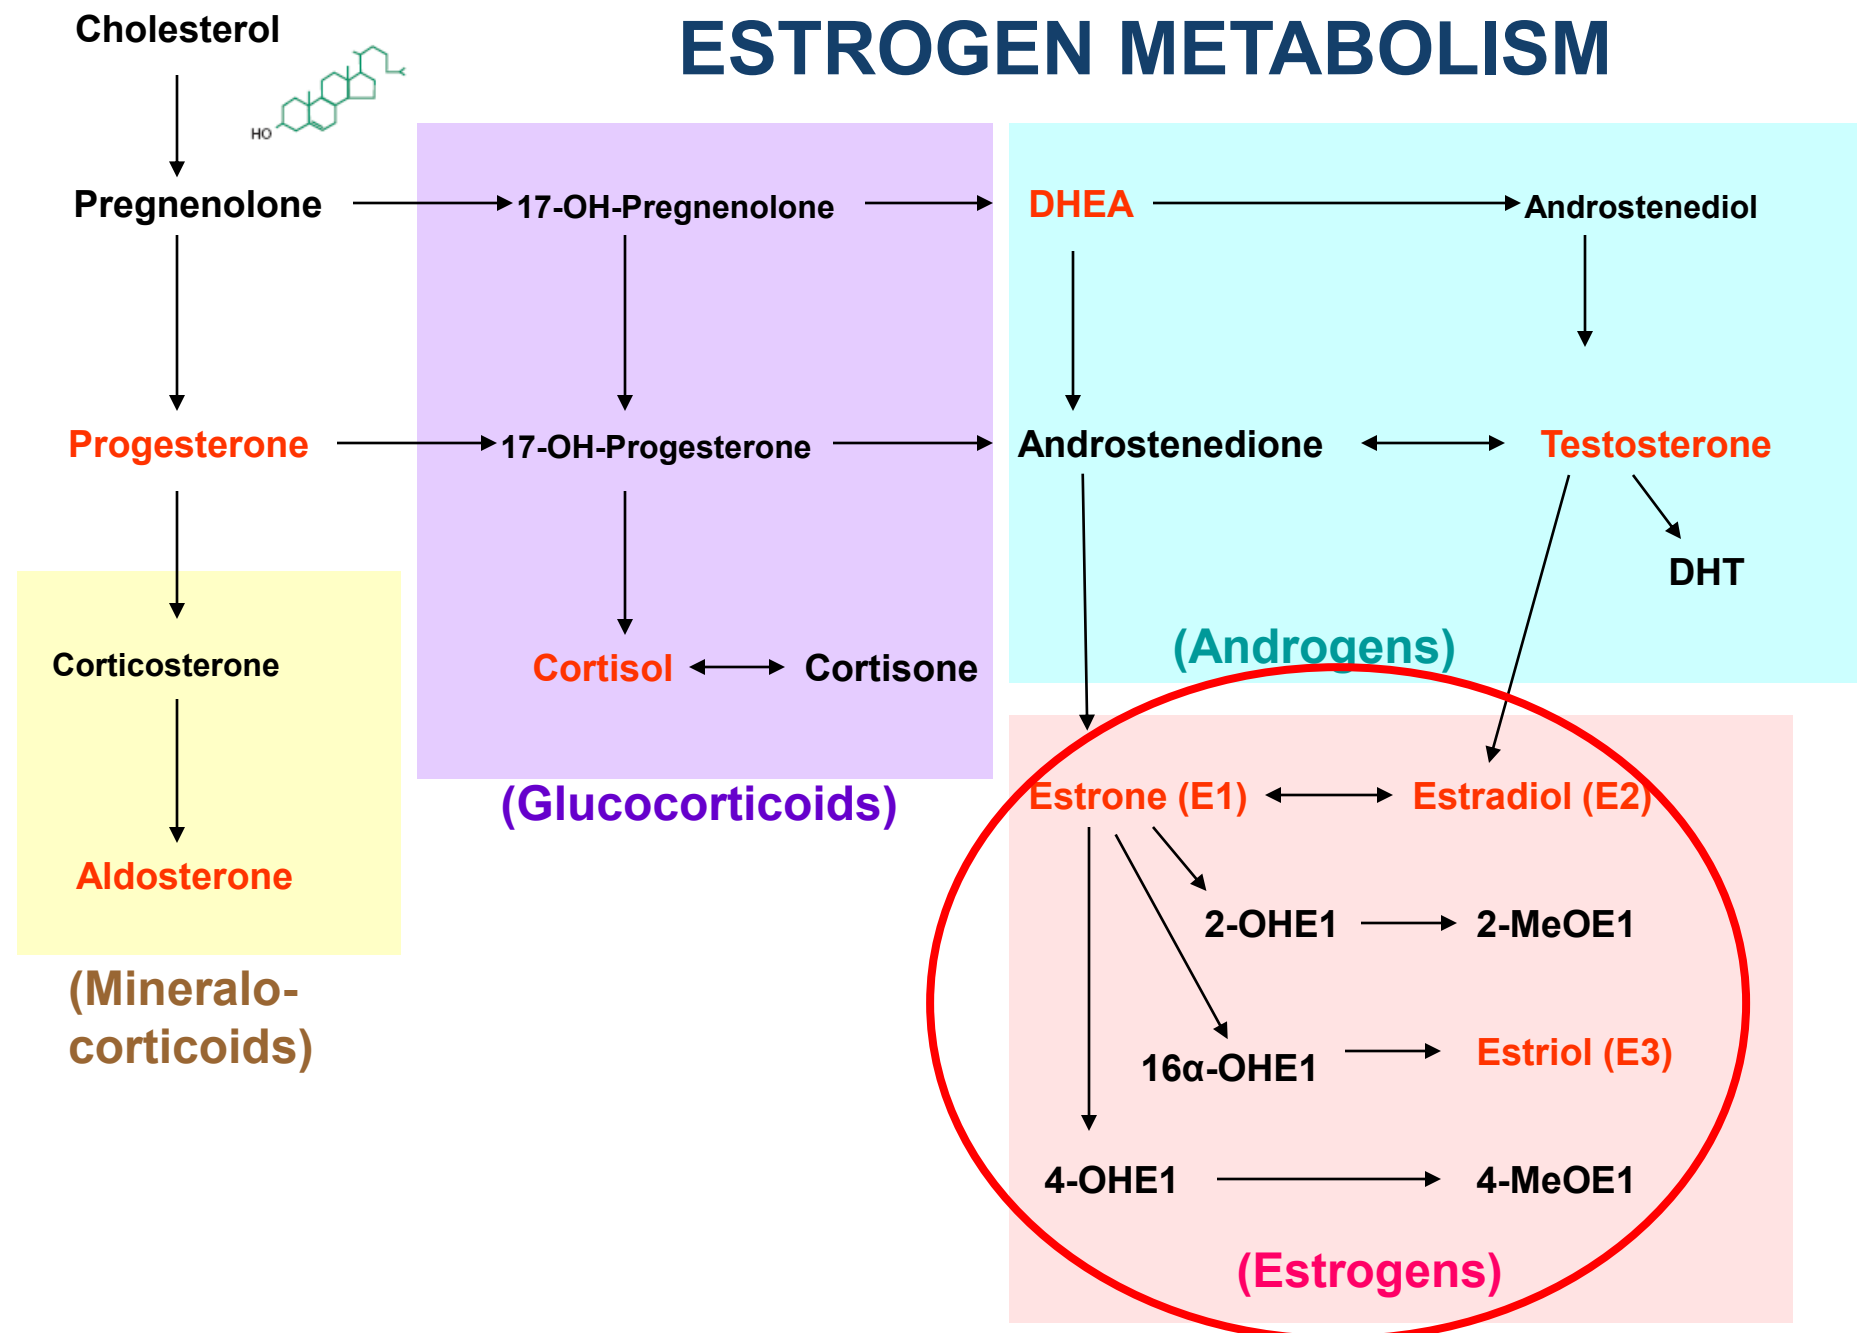 Cholesterol
ESTROGEN METABOLISM
HO
Pregnenolone
17-OH-Pregnenolone
DHEA
Androstenediol
Progesterone
17-OH-Progesterone
Androstenedione
Testosterone
DHT
(Androgens)
Corticosterone
Cortisol
Cortisone
(Glucocorticoids)
Estrone (E1)
Estradiol (E2)
Aldosterone
2-OHE1
2-MeOE1
(Mineralo-
corticoids)
16α-OHE1
Estriol (E3)
4-OHE1
4-MeOE1
(Estrogens)